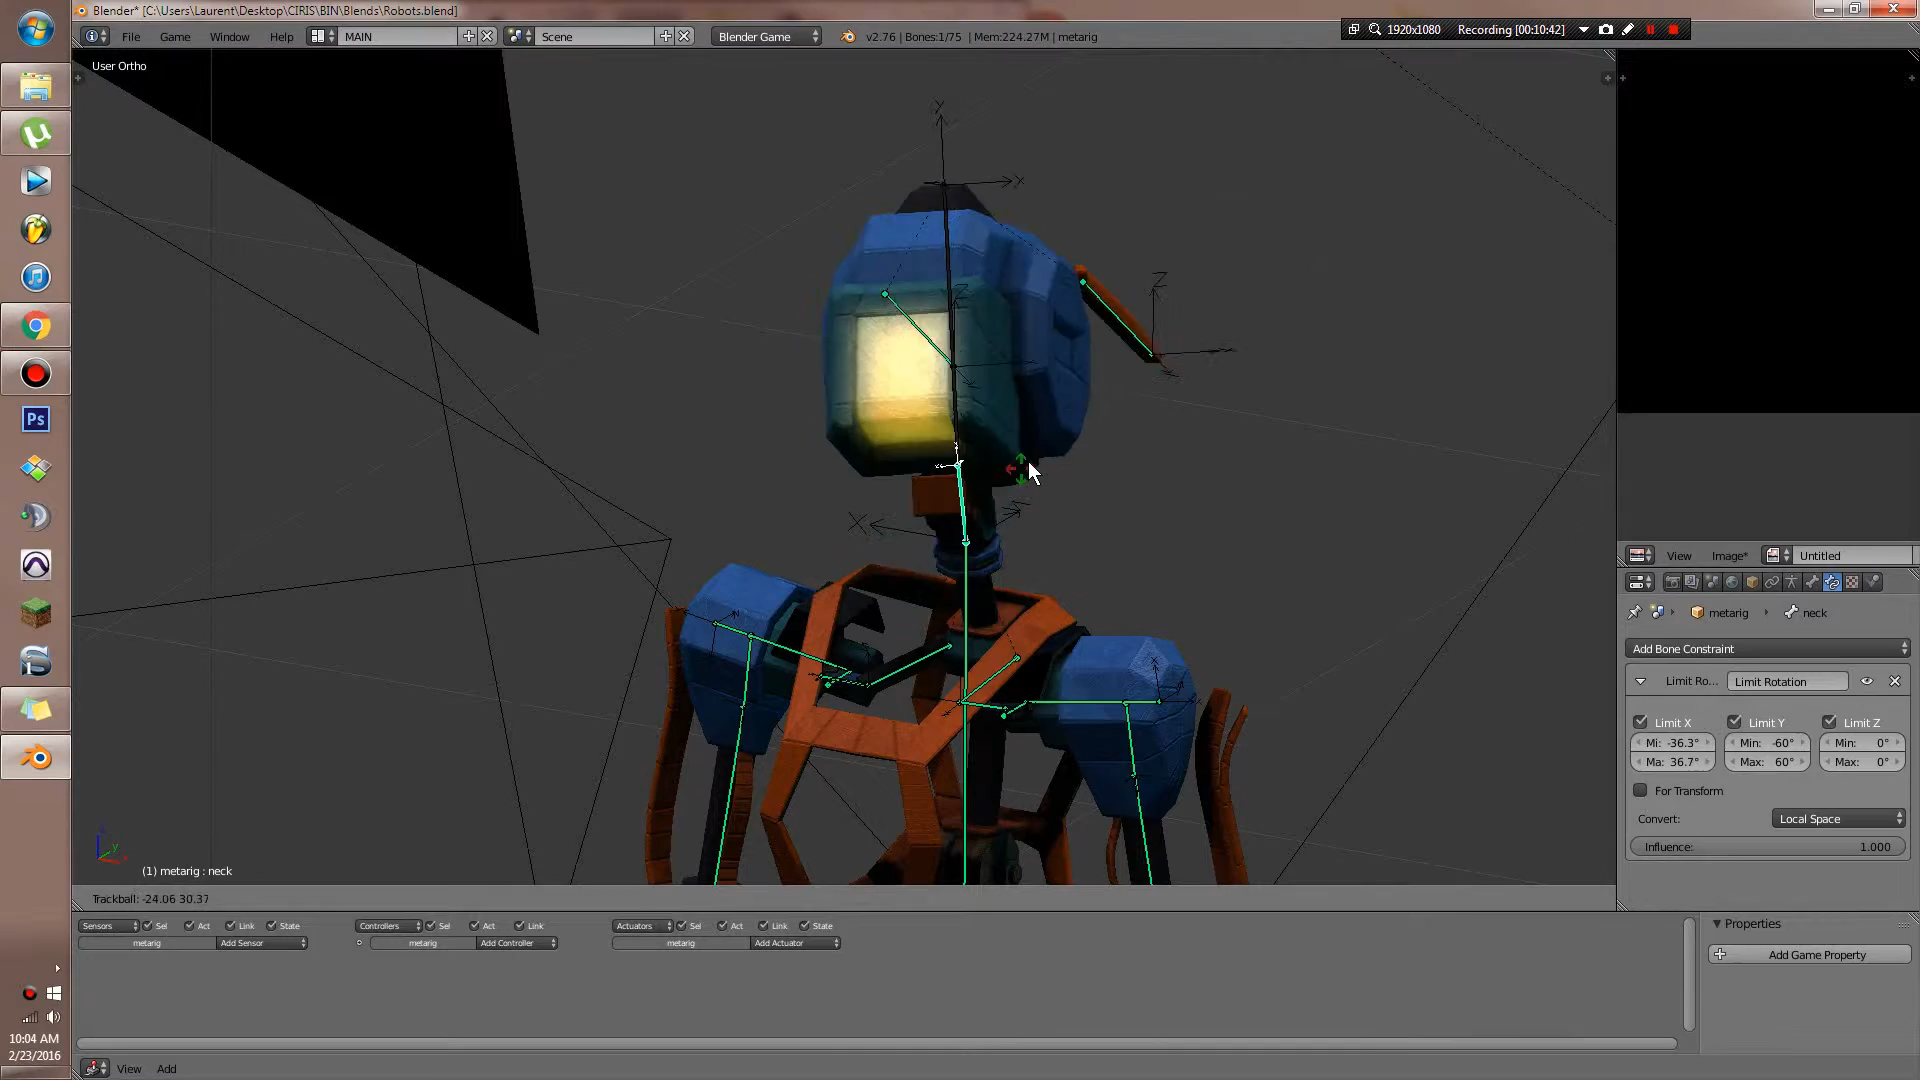 Blender* [C:\Users\Laurent\Desktop\CIRIS\BIN\Blends\Robots.blend]
File Game Window Help MAIN Scene Blender Game v2.76 | Bones:1/75 | Mem:224.27M | metarig 1920x1080 Recording [00:10:42]
User Ortho
Y
X
Z
Z
X
Ps
View Image* Untitled
metarig neck
Add Bone Constraint
Limit Ro... Limit Rotation
Limit X Limit Y Limit Z
Mi: -36.3° Min: -60° Min: 0°
Ma: 36.7° Max: 60° Max: 0°
For Transform
Convert: Local Space
Influence: 1.000
(1) metarig : neck
Trackball: -24.06 30.37
Sensors Sel Act Link State Controllers Sel Act Link Actuators Sel Act Link State
metarig Add Sensor metarig Add Controller metarig Add Actuator
Properties
Add Game Property
10:04 AM
2/23/2016
View Add